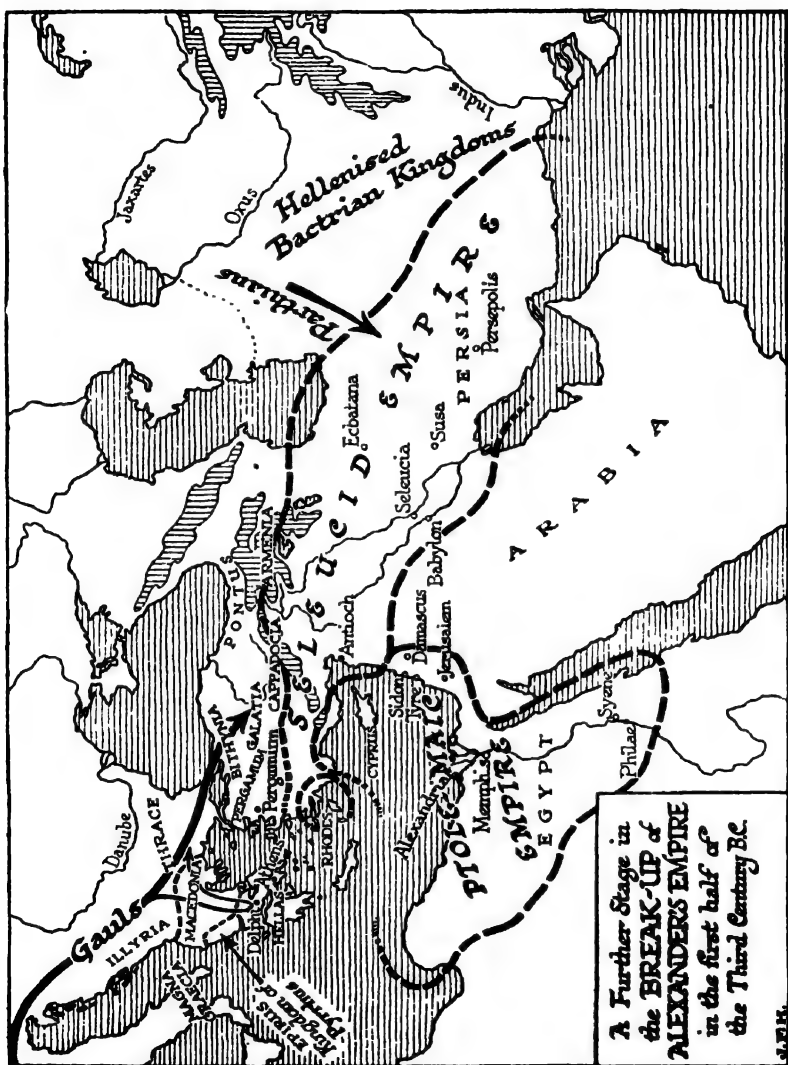 Jaxartes
Oxus
Indus
Hellenised
Bactrian Kingdoms
Parthians
SELEUCID EMPIRE
PERSIA
Persepolis
Ecbatana
Susa
Seleucia
Babylon
ARABIA
PONTUS
ARMENIA
CAPPADOCIA
GALATIA
BITHYNIA
PERGAMUM
Pergamum
Antioch
Damascus
Jerusalem
Sidon
Tyre
CYPRUS
RHODES
Danube
THRACE
Gauls
ILLYRIA
MACEDONIA
Delphi
HELLAS
Athens
MAGNA
GRAECIA
EPIRUS
Kingdom of
Pyrrhus
Alexandria
PTOLEMAIC
EMPIRE
Memphis
EGYPT
Syene
Philae
A Further Stage in
the BREAK-UP of
ALEXANDER'S EMPIRE
in the first half of
the Third Century B.C.